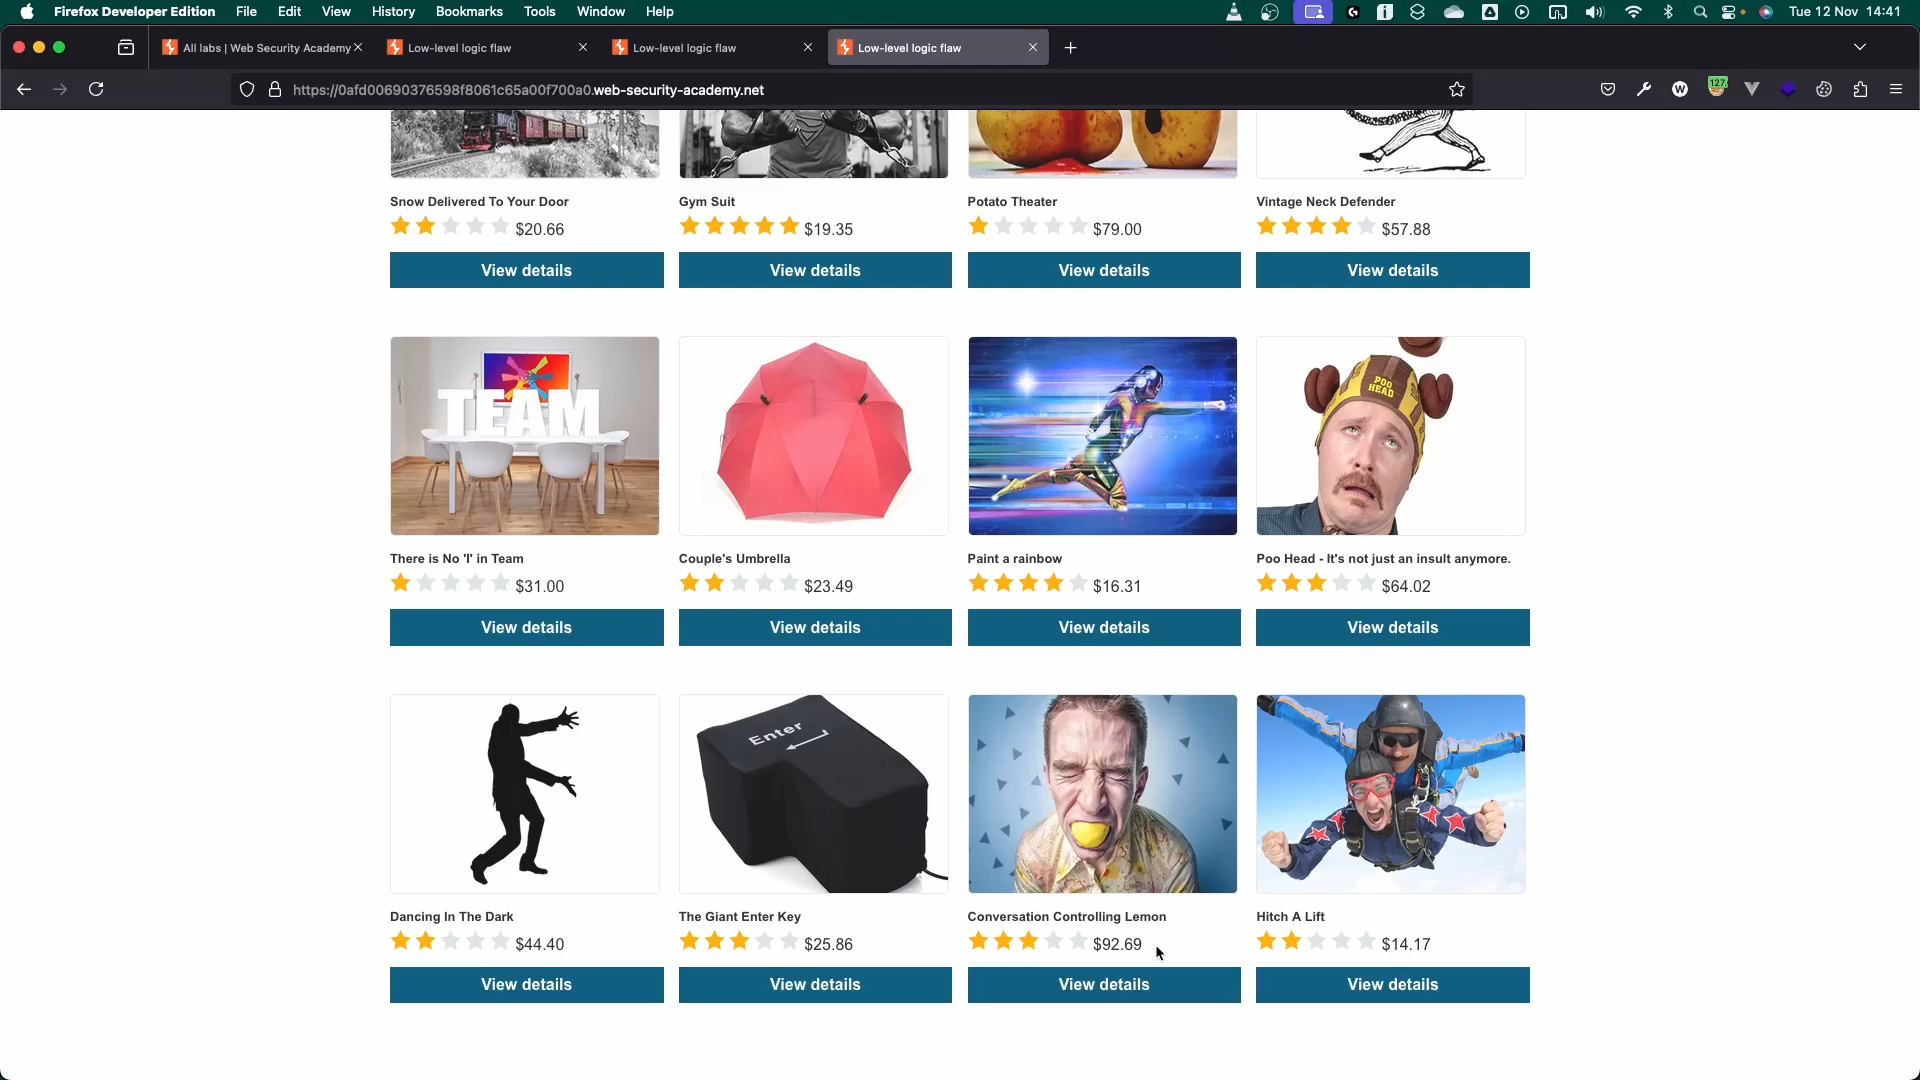 Firefox Developer Edition File Edit View History Bookmarks Tools Window Help Tue 12 Nov 14:41
All labs | Web Security Academy Low-level logic flaw Low-level logic flaw Low-level logic flaw
https://0afd00690376598f8061c65a00f700a0.web-security-academy.net
127.
Snow Delivered To Your Door Gym Suit Potato Theater Vintage Neck Defender
$20.66 $19.35 $79.00 $57.88
View details View details View details View details
TEAM
POO
HEAD
There is No 'I' in Team Couple's Umbrella Paint a rainbow Poo Head - It's not just an insult anymore.
$31.00 $23.49 $16.31 $64.02
View details View details View details View details
Enter
Dancing In The Dark The Giant Enter Key Conversation Controlling Lemon Hitch A Lift
$44.40 $25.86 $92.69 $14.17
View details View details View details View details